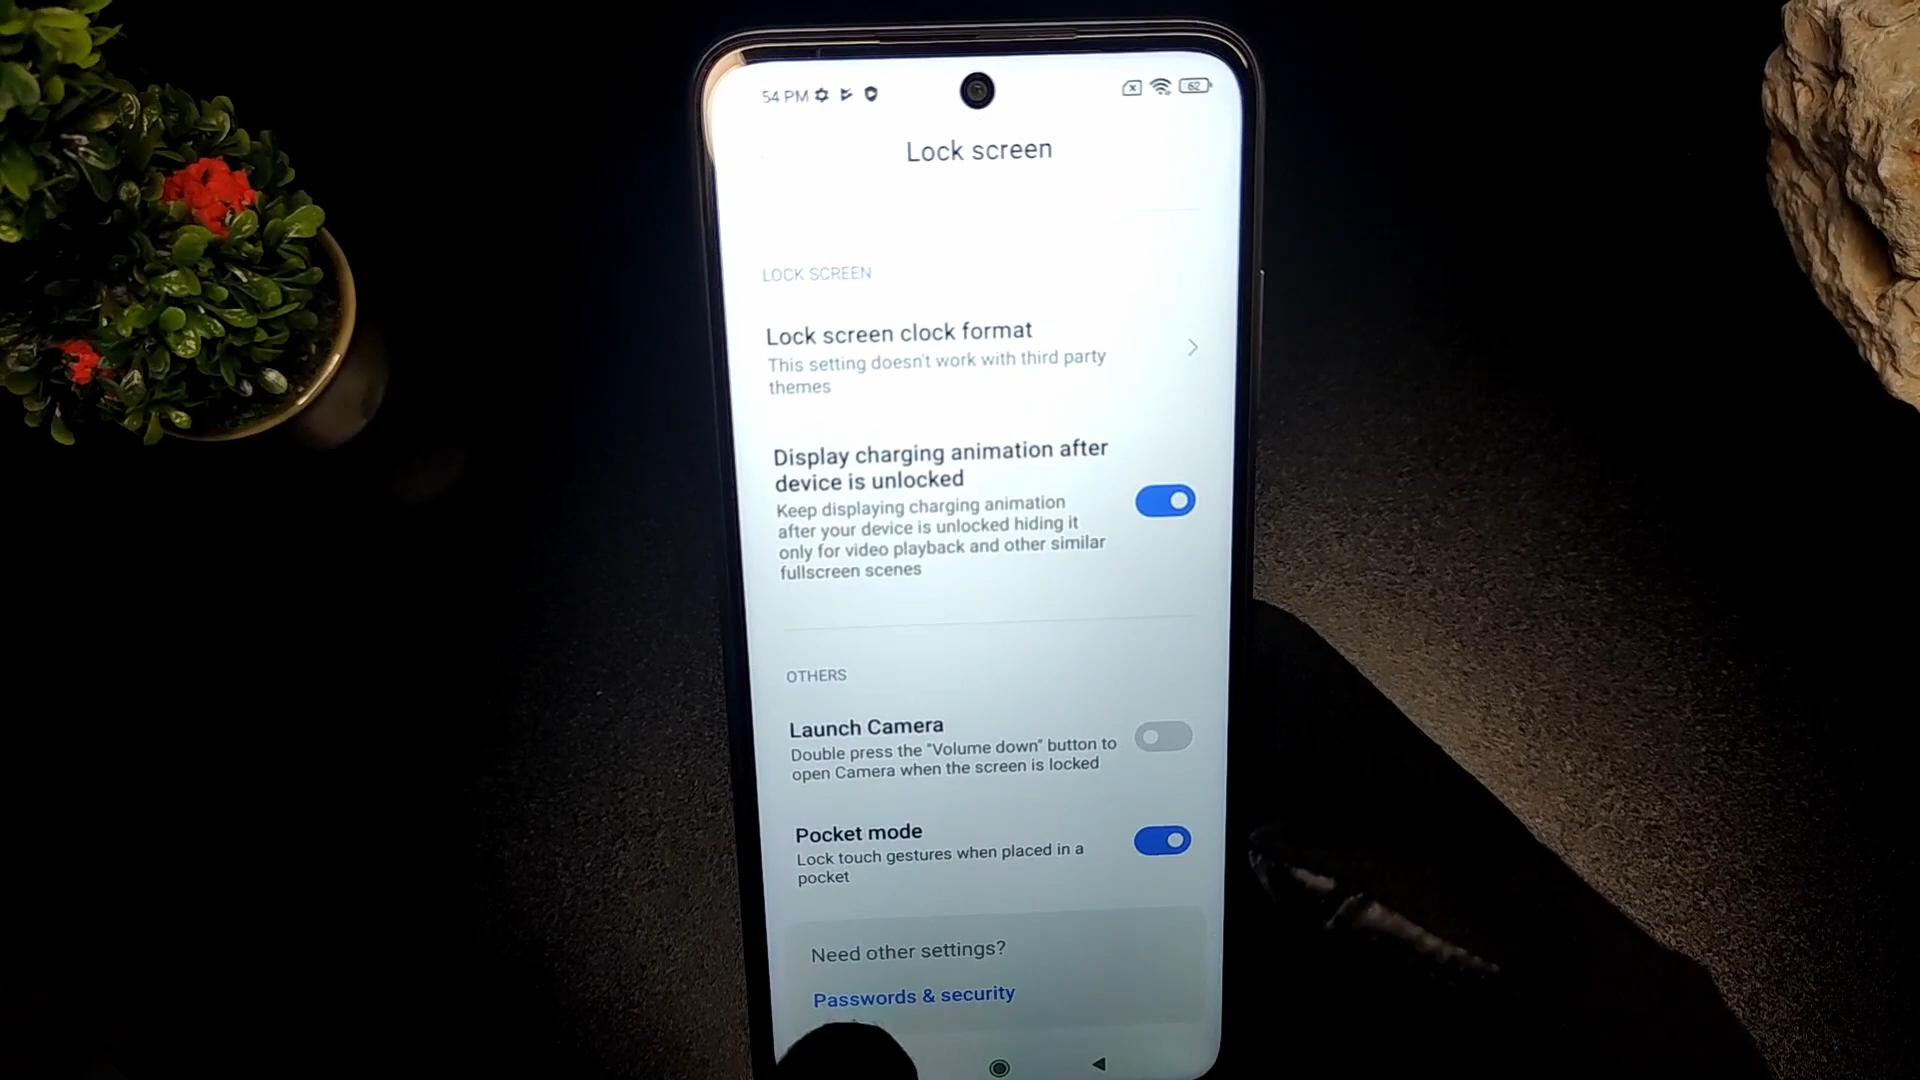 54 PM
62
Lock screen
LOCK SCREEN
Lock screen clock format
This setting doesn't work with third party
themes
Display charging animation after
device is unlocked
Keep displaying charging animation
after your device is unlocked hiding it
only for video playback and other similar
fullscreen scenes
OTHERS
Launch Camera
Double press the "Volume down" button to
open Camera when the screen is locked
Pocket mode
Lock touch gestures when placed in a
pocket
Need other settings?
Passwords & security